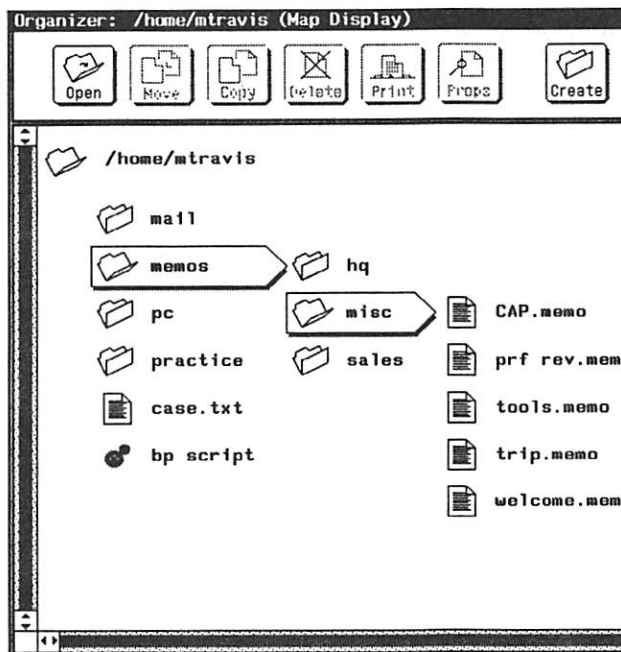 Organizer: /home/mtravis (Map Display)
Open Move Copy Delete Print Props Create
/home/mtravis
mail
memos hq
pc misc CAP.memo
practice sales prf rev.mem
case.txt tools.memo
bp script trip.memo
welcome.mem